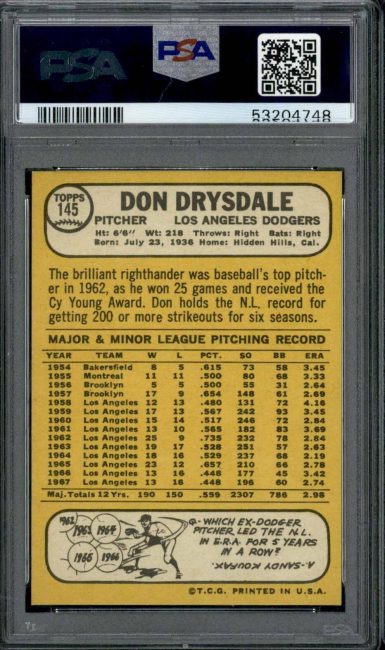 PSA
PSA
53204748
TOPPS
145
DON DRYSDALE
PITCHER LOS ANGELES DODGERS
Ht: 6'6" Wt: 218 Throws: Right Bats: Right
Born: July 23, 1936 Home: Hidden Hills, Cal.
The brilliant righthander was baseball's top pitch-
er in 1962, as he won 25 games and received the
Cy Young Award. Don holds the N.L. record for
getting 200 or more strikeouts for six seasons.
MAJOR & MINOR LEAGUE PITCHING RECORD
YEAR TEAM W L PCT. SO BB ERA
1954 Bakersfield 8 5 .615 73 58 3.45
1955 Montreal 11 11 .500 80 68 3.33
1956 Brooklyn 5 5 .500 55 31 2.64
1957 Brooklyn 17 9 .654 148 61 2.69
1958 Los Angeles 12 13 .480 131 72 4.16
1959 Los Angeles 17 13 .567 242 93 3.45
1960 Los Angeles 15 14 .517 246 72 2.84
1961 Los Angeles 13 10 .565 182 83 3.69
1962 Los Angeles 25 9 .735 232 78 2.84
1963 Los Angeles 19 17 .528 251 57 2.63
1964 Los Angeles 18 16 .529 237 68 2.19
1965 Los Angeles 23 12 .657 210 66 2.78
1966 Los Angeles 13 16 .448 177 45 3.42
1967 Los Angeles 13 16 .448 196 60 2.74
Maj. Totals 12 Yrs. 190 150 .559 2307 786 2.98
1962
1963
1964
1965
1966
Q-WHICH EX-DODGER
PITCHER LED THE N.L.
IN E.R.A. FOR 5 YEARS
IN A ROW?
A. SANDY KOUFAX.
©T.C.G. PRINTED IN U.S.A.